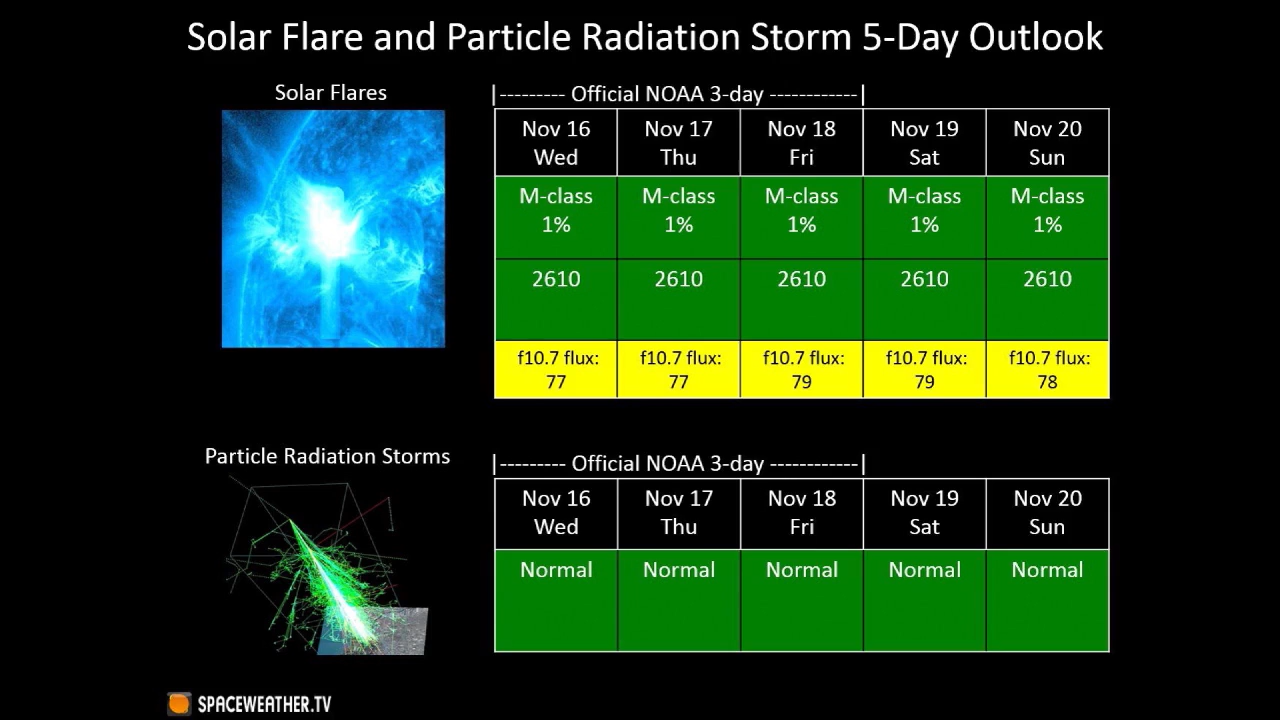 Solar Flare and Particle Radiation Storm 5-Day Outlook
Solar Flares
|--------- Official NOAA 3-day ------------|
Nov 16 Nov 17 Nov 18 Nov 19 Nov 20
Wed Thu Fri Sat Sun
M-class M-class M-class M-class M-class
1% 1% 1% 1% 1%
2610 2610 2610 2610 2610
f10.7 flux: f10.7 flux: f10.7 flux: f10.7 flux: f10.7 flux:
77 77 79 79 78
Particle Radiation Storms
|--------- Official NOAA 3-day ------------|
Nov 16 Nov 17 Nov 18 Nov 19 Nov 20
Wed Thu Fri Sat Sun
Normal Normal Normal Normal Normal
SPACEWEATHER.TV